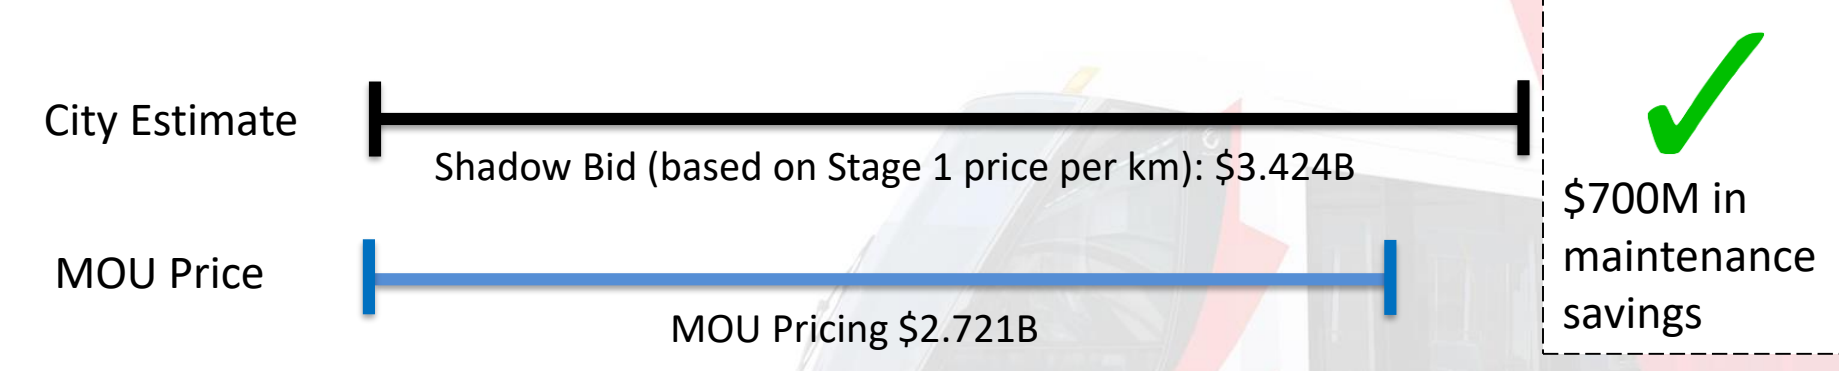 City Estimate
Shadow Bid (based on Stage 1 price per km): $3.424B
MOU Price
MOU Pricing $2.721B
$700M in
maintenance
savings